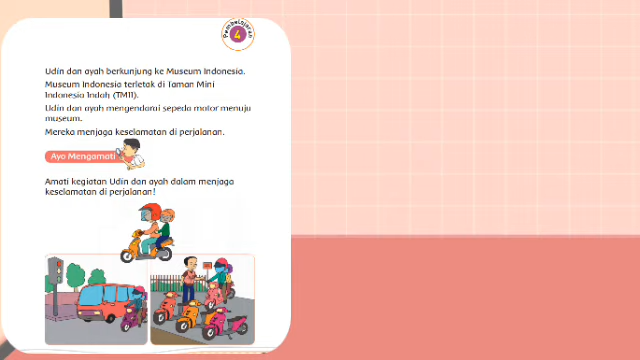 Pembelajaran
4
Udin dan ayah berkunjung ke Museum Indonesia.
Museum Indonesia terletak di Taman Mini
Indonesia Indah (TMII).
Udin dan ayah mengendarai sepeda motor menuju
museum.
Mereka menjaga keselamatan di perjalanan.
Ayo Mengamati
Amati kegiatan Udin dan ayah dalam menjaga
keselamatan di perjalanan!